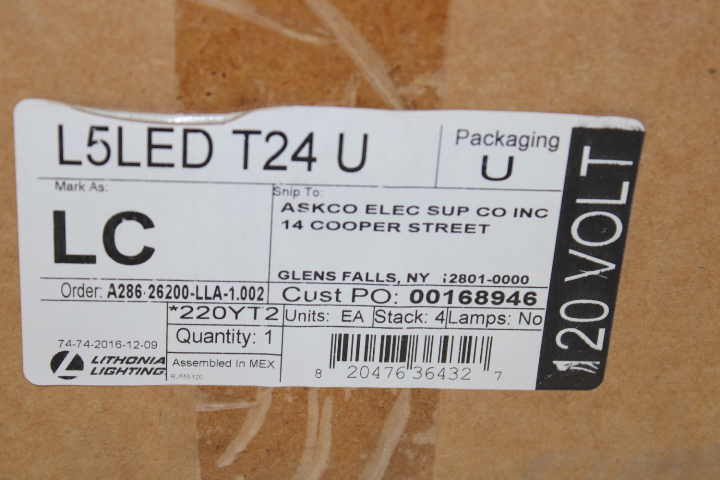 L5LED T24 U
Packaging
U
Mark As:
LC
Ship To:
ASKCO ELEC SUP CO INC
14 COOPER STREET
GLENS FALLS, NY 12801-0000
Order: A286-26200-LLA-1.002
Cust PO: 00168946
*220YT2
Units: EA
Stack: 4
Lamps: No
Quantity: 1
74-74-2016-12-09
LITHONIA
LIGHTING
Assembled in MEX
8 20476 36432 7
120 VOLT